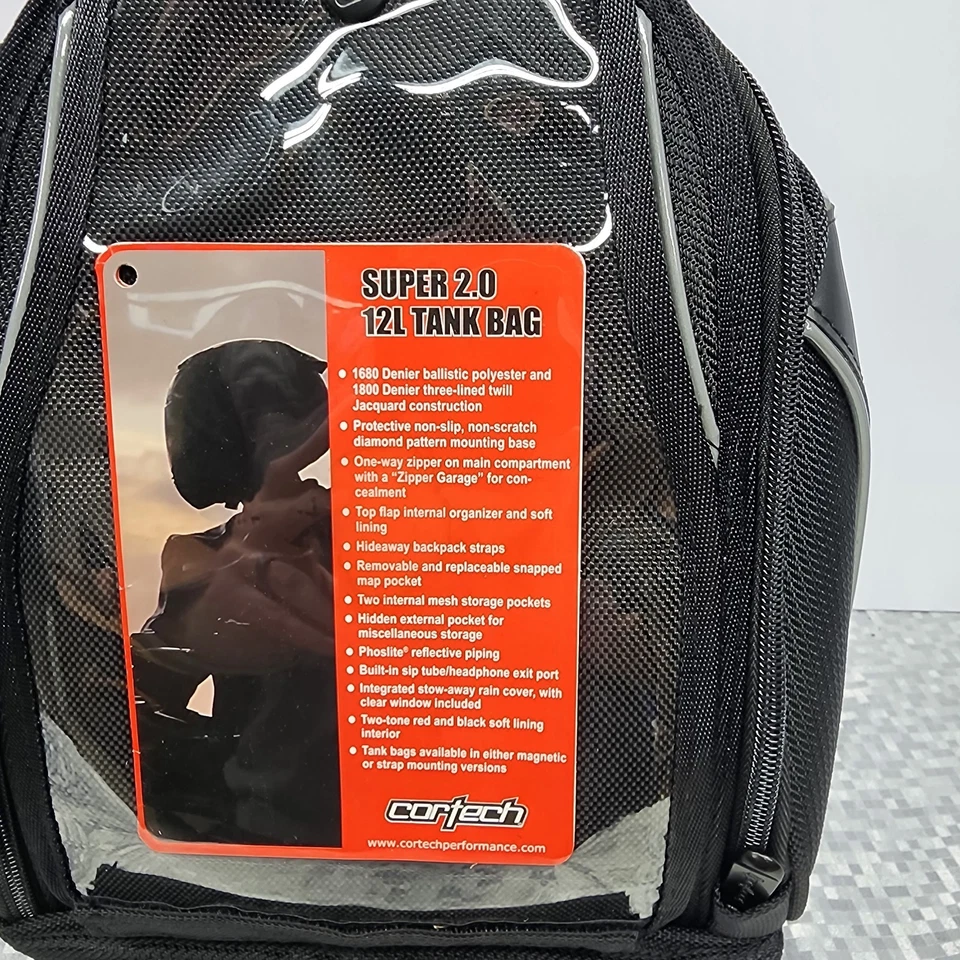 SUPER 2.0
12L TANK BAG
● 1680 Denier ballistic polyester and
1800 Denier three-lined twill
Jacquard construction
● Protective non-slip, non-scratch
diamond pattern mounting base
● One-way zipper on main compartment
with a “Zipper Garage” for con-
cealment
● Top flap internal organizer and soft
lining
● Hideaway backpack straps
● Removable and replaceable snapped
map pocket
● Two internal mesh storage pockets
● Hidden external pocket for
miscellaneous storage
● Phoslite® reflective piping
● Built-in sip tube/headphone exit port
● Integrated stow-away rain cover, with
clear window included
● Two-tone red and black soft lining
interior
● Tank bags available in either magnetic
or strap mounting versions
cortech
www.cortechperformance.com